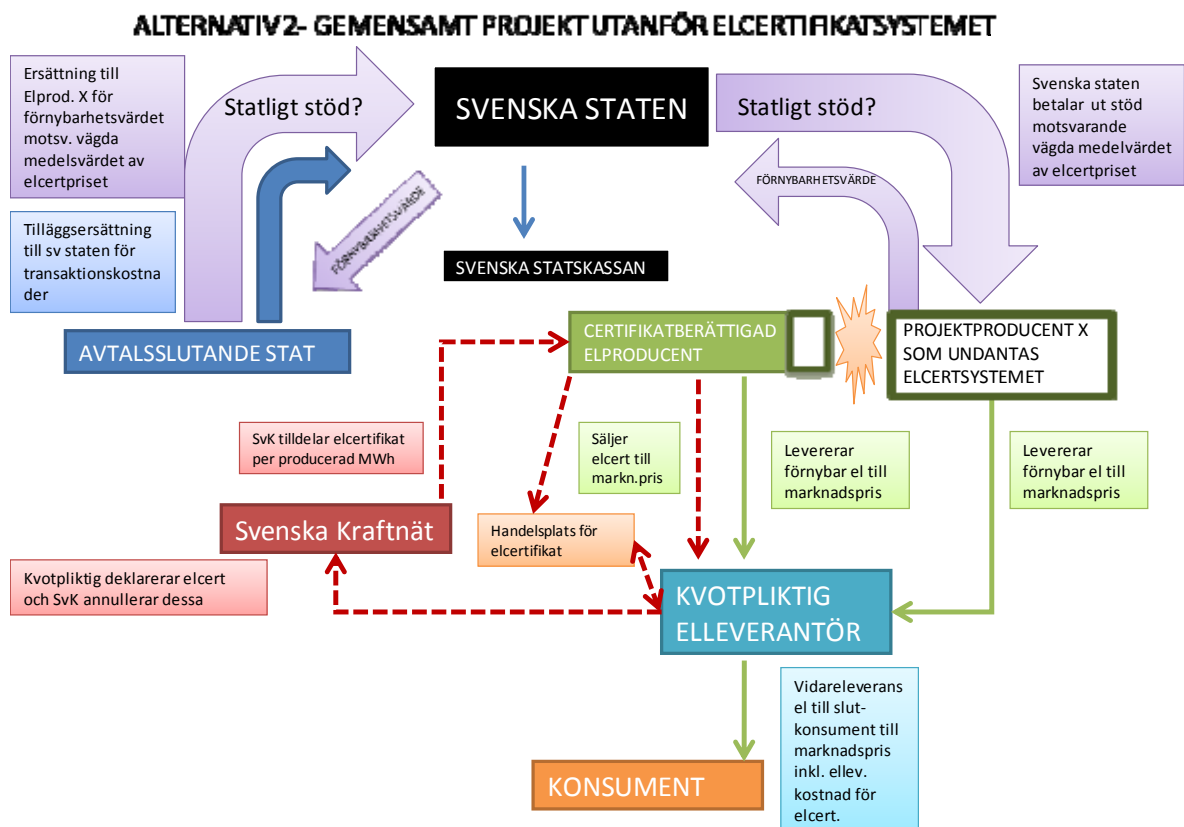 ALTERNATIV 2- GEMENSAMT PROJEKT UTANFÖR ELCERTIFIKATSYSTEMET
Ersättning till
Elprod. X för
förnybarhetsvärdet
motsv. vägda
medelsvärdet av
elcertpriset
Statligt stöd?
SVENSKA STATEN
Statligt stöd?
Svenska staten
betalar ut stöd
motsvarande
vägda medelvärdet
av elcertpriset
FÖRNYBARHETSVÄRDE
FÖRNYBARHETSVÄRDE
Tilläggsersättning
till sv staten för
transaktionskostna
der
SVENSKA STATSKASSAN
AVTALSSLUTANDE STAT
CERTIFIKATBERÄTTIGAD
ELPRODUCENT
PROJEKTPRODUCENT X
SOM UNDANTAS
ELCERTSYSTEMET
SvK tilldelar elcertifikat
per producerad MWh
Säljer
elcert till
markn.pris
Levererar
förnybar el till
marknadspris
Levererar
förnybar el till
marknadspris
Svenska Kraftnät
Handelsplats för
elcertifikat
Kvotpliktig deklarerar elcert
och SvK annullerar dessa
KVOTPLIKTIG
ELLEVERANTÖR
Vidareleverans
el till slut-
konsument till
marknadspris
inkl. ellev.
kostnad för
elcert.
KONSUMENT